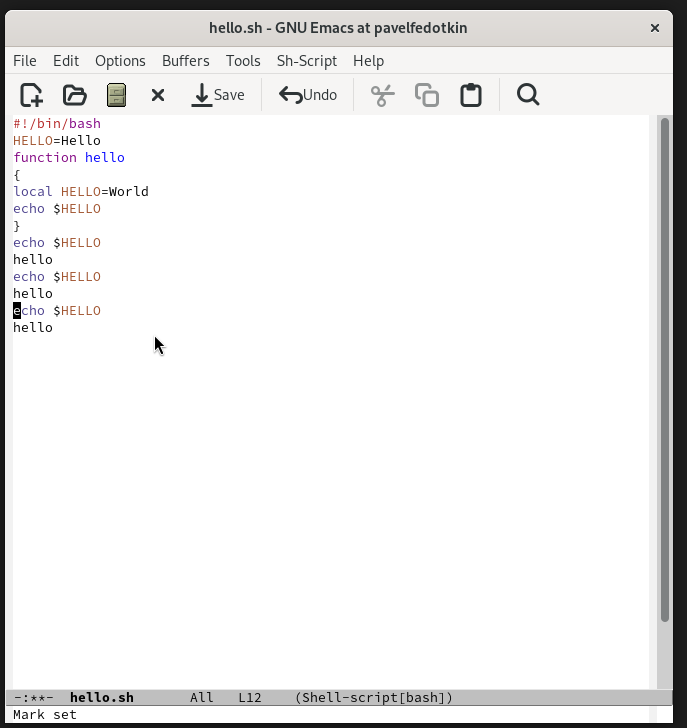 hello.sh - GNU Emacs at pavelfedotkin
File Edit Options Buffers Tools Sh-Script Help
Save Undo
#!/bin/bash
HELLO=Hello
function hello
{
local HELLO=World
echo $HELLO
}
echo $HELLO
hello
echo $HELLO
hello
echo $HELLO
hello
-:**- hello.sh All L12 (Shell-script[bash])
Mark set